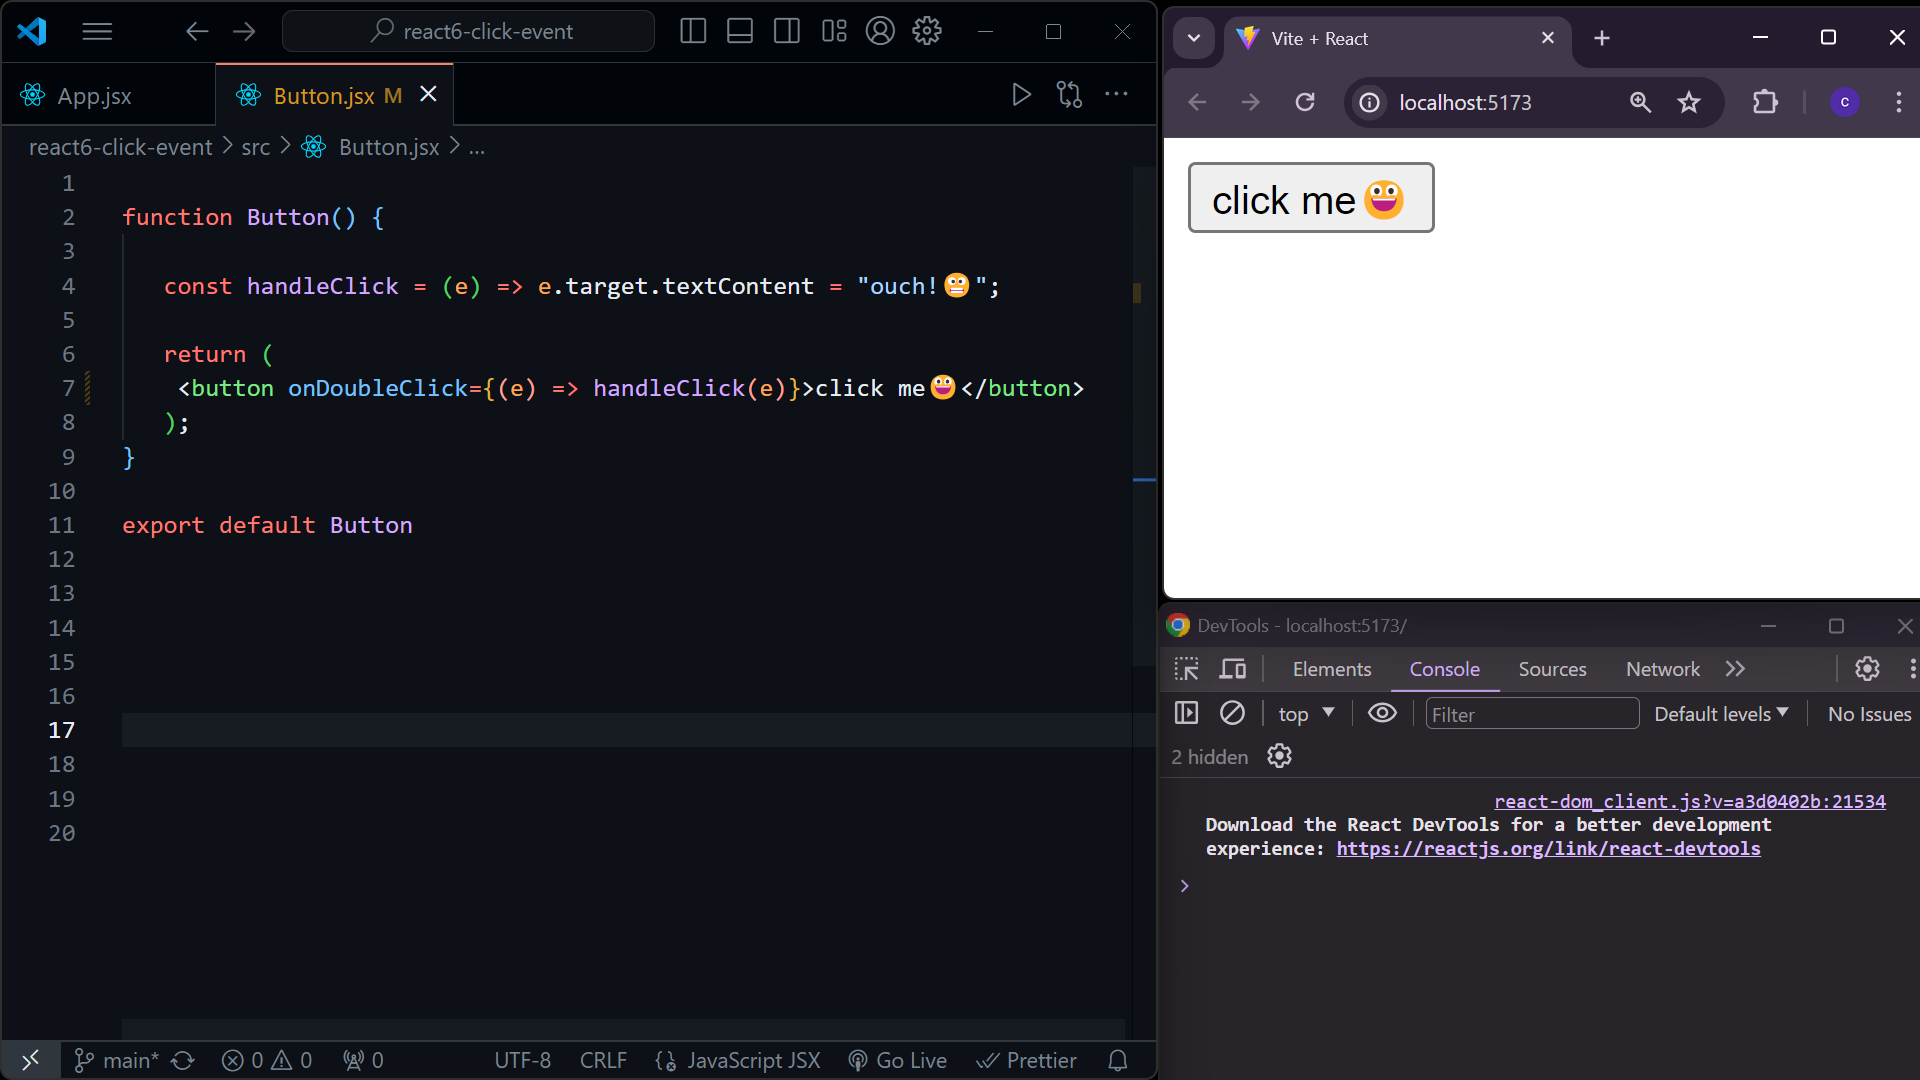 react6-click-event
App.jsx
Button.jsx M
react6-click-event > src > Button.jsx > ...
1
2 function Button() {
3
4 const handleClick = (e) => e.target.textContent = "ouch!😬";
5
6 return (
7 <button onDoubleClick={(e) => handleClick(e)}>click me😀</button>
8 );
9 }
10
11 export default Button
12
13
14
15
16
17
18
19
20
main* 0 0 0 UTF-8 CRLF JavaScript JSX Go Live Prettier
Vite + React
localhost:5173
c
click me😀
DevTools - localhost:5173/
Elements Console Sources Network
top Filter Default levels No Issues
2 hidden
react-dom_client.js?v=a3d0402b:21534
Download the React DevTools for a better development
experience: https://reactjs.org/link/react-devtools